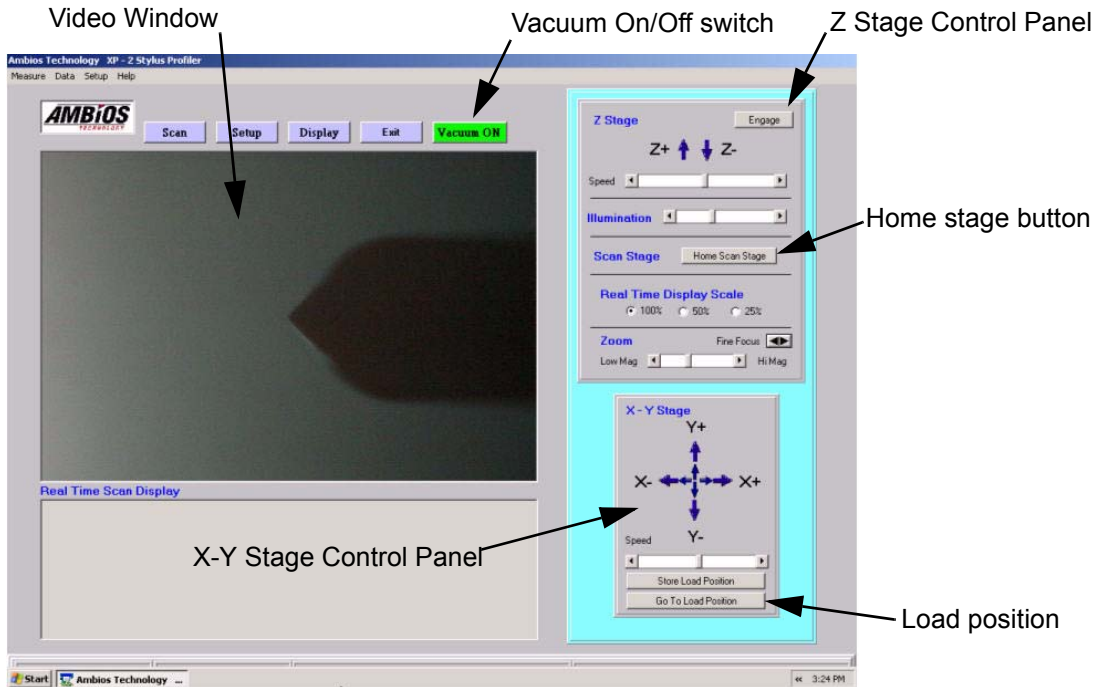 Video Window
Vacuum On/Off switch
Z Stage Control Panel
Ambios Technology XP - 2 Stylus Profiler
Measure Data Setup Help
AMBiOS
TECHNOLOGY
Scan Setup Display Exit Vacuum ON
Z Stage Engage
Z+ Z-
Speed
Illumination
Home stage button
Scan Stage Home Scan Stage
Real Time Display Scale
100% 50% 25%
Zoom Fine Focus
Low Mag Hi Mag
X - Y Stage
Y+
X- X+
Y-
Speed
Store Load Position
Go To Load Position
Real Time Scan Display
X-Y Stage Control Panel
Load position
Start Ambios Technology ... « 3:24 PM